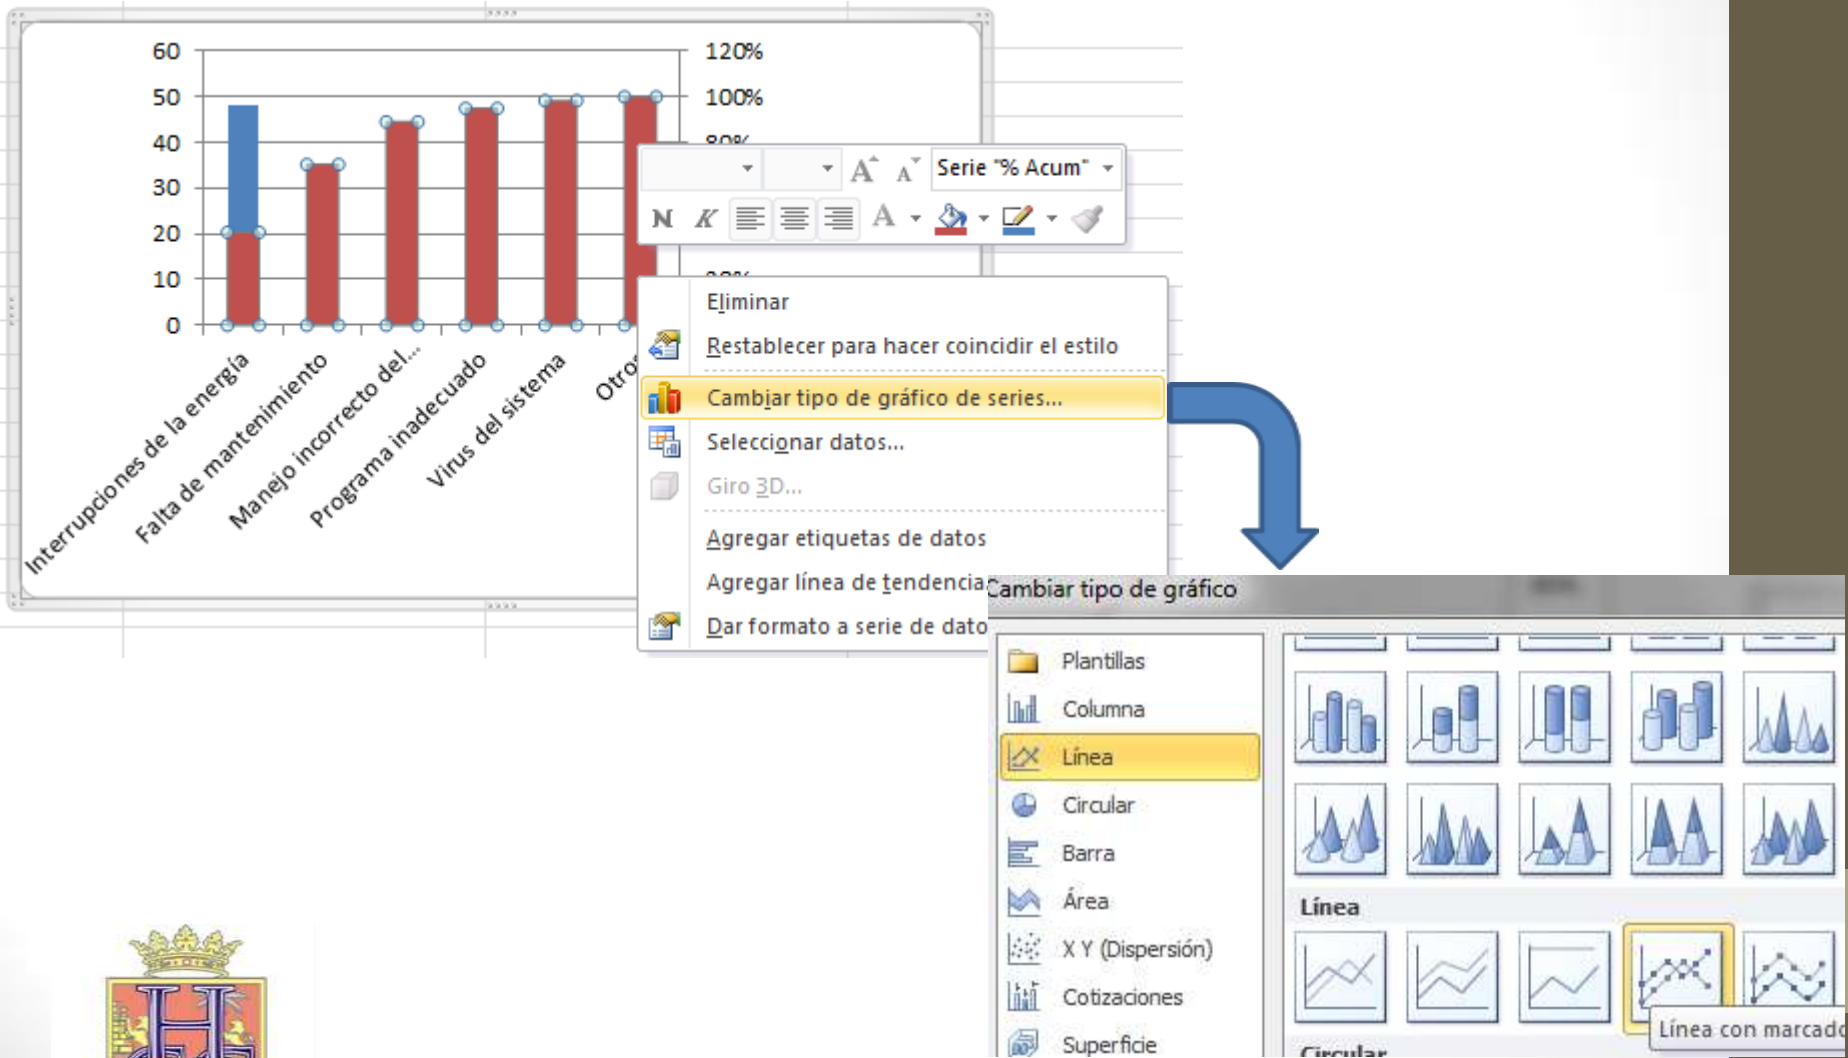 60
50
40
30
20
10
0
120%
100%
80%
Interrupciones de la energía
Falta de mantenimiento
Manejo incorrecto del...
Programa inadecuado
Virus del sistema
Otro
Serie "% Acum"
A A
N K A
Eliminar
Restablecer para hacer coincidir el estilo
Cambiar tipo de gráfico de series...
Seleccionar datos...
Giro 3D...
Agregar etiquetas de datos
Agregar línea de tendencia
Dar formato a serie de dato
Cambiar tipo de gráfico
Plantillas
Columna
Línea
Circular
Barra
Área
X Y (Dispersión)
Cotizaciones
Superficie
Línea
Línea con marcado
Circular